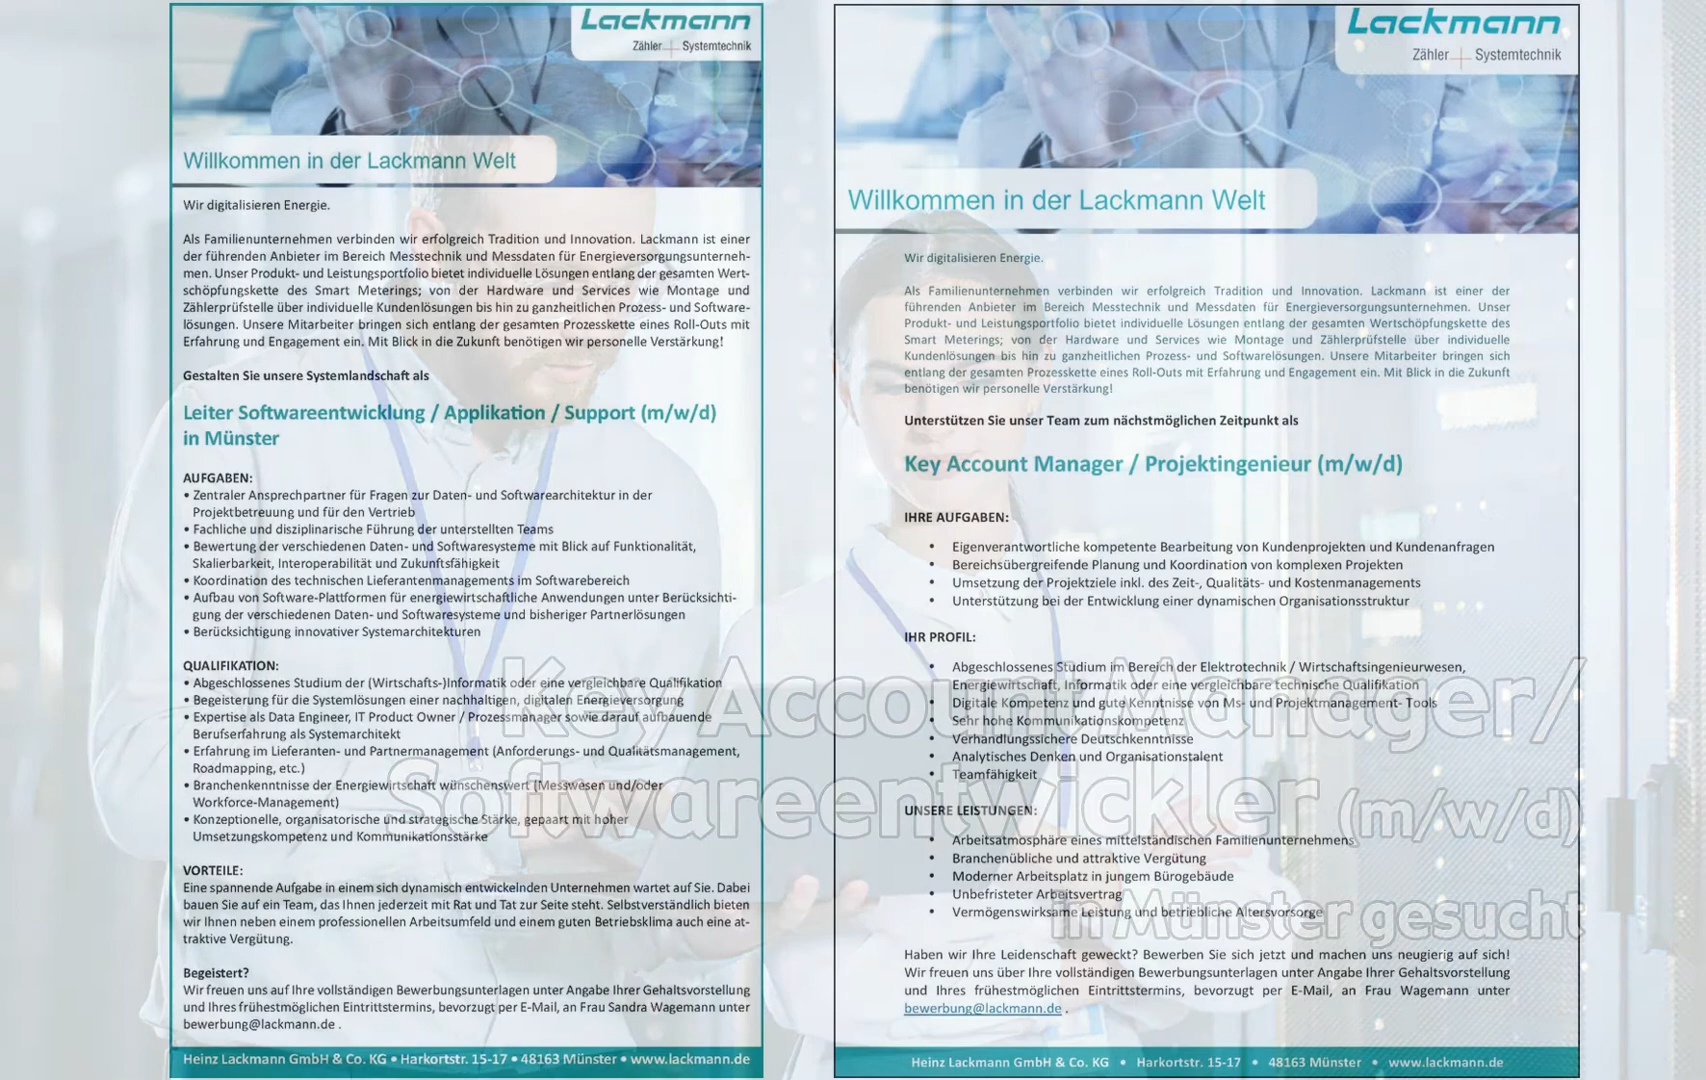 Lackmann
Zähler Systemtechnik
Willkommen in der Lackmann Welt
Wir digitalisieren Energie.
Als Familienunternehmen verbinden wir erfolgreich Tradition und Innovation. Lackmann ist einer
der führenden Anbieter im Bereich Messtechnik und Messdaten für Energieversorgungsunterneh-
men. Unser Produkt- und Leistungsportfolio bietet individuelle Lösungen entlang der gesamten Wert-
schöpfungskette des Smart Meterings; von der Hardware und Services wie Montage und
Zählerprüfstelle über individuelle Kundenlösungen bis hin zu ganzheitlichen Prozess- und Software-
lösungen. Unsere Mitarbeiter bringen sich entlang der gesamten Prozesskette eines Roll-Outs mit
Erfahrung und Engagement ein. Mit Blick in die Zukunft benötigen wir personelle Verstärkung!
Gestalten Sie unsere Systemlandschaft als
Leiter Softwareentwicklung / Applikation / Support (m/w/d)
in Münster
AUFGABEN:
• Zentraler Ansprechpartner für Fragen zur Daten- und Softwarearchitektur in der
Projektbetreuung und für den Vertrieb
• Fachliche und disziplinarische Führung der unterstellten Teams
• Bewertung der verschiedenen Daten- und Softwaresysteme mit Blick auf Funktionalität,
Skalierbarkeit, Interoperabilität und Zukunftsfähigkeit
• Koordination des technischen Lieferantenmanagements im Softwarebereich
• Aufbau von Software-Plattformen für energiewirtschaftliche Anwendungen unter Berücksichti-
gung der verschiedenen Daten- und Softwaresysteme und bisheriger Partnerlösungen
• Berücksichtigung innovativer Systemarchitekturen
QUALIFIKATION:
• Abgeschlossenes Studium der (Wirtschafts-)Informatik oder eine vergleichbare Qualifikation
• Begeisterung für die Systemlösungen einer nachhaltigen, digitalen Energieversorgung
• Expertise als Data Engineer, IT Product Owner / Prozessmanager sowie darauf aufbauende
Berufserfahrung als Systemarchitekt
• Erfahrung im Lieferanten- und Partnermanagement (Anforderungs- und Qualitätsmanagement,
Roadmapping, etc.)
• Branchenkenntnisse der Energiewirtschaft wünschenswert (Messwesen und/oder
Workforce-Management)
• Konzeptionelle, organisatorische und strategische Stärke, gepaart mit hoher
Umsetzungskompetenz und Kommunikationsstärke
VORTEILE:
Eine spannende Aufgabe in einem sich dynamisch entwickelnden Unternehmen wartet auf Sie. Dabei
bauen Sie auf ein Team, das Ihnen jederzeit mit Rat und Tat zur Seite steht. Selbstverständlich bieten
wir Ihnen neben einem professionellen Arbeitsumfeld und einem guten Betriebsklima auch eine at-
traktive Vergütung.
Begeistert?
Wir freuen uns auf Ihre vollständigen Bewerbungsunterlagen unter Angabe Ihrer Gehaltsvorstellung
und Ihres frühestmöglichen Eintrittstermins, bevorzugt per E-Mail, an Frau Sandra Wagemann unter
bewerbung@lackmann.de .
Heinz Lackmann GmbH & Co. KG • Harkortstr. 15-17 • 48163 Münster • www.lackmann.de
Lackmann
Zähler Systemtechnik
Willkommen in der Lackmann Welt
Wir digitalisieren Energie.
Als Familienunternehmen verbinden wir erfolgreich Tradition und Innovation. Lackmann ist einer der
führenden Anbieter im Bereich Messtechnik und Messdaten für Energieversorgungsunternehmen. Unser
Produkt- und Leistungsportfolio bietet individuelle Lösungen entlang der gesamten Wertschöpfungskette des
Smart Meterings; von der Hardware und Services wie Montage und Zählerprüfstelle über individuelle
Kundenlösungen bis hin zu ganzheitlichen Prozess- und Softwarelösungen. Unsere Mitarbeiter bringen sich
entlang der gesamten Prozesskette eines Roll-Outs mit Erfahrung und Engagement ein. Mit Blick in die Zukunft
benötigen wir personelle Verstärkung!
Unterstützen Sie unser Team zum nächstmöglichen Zeitpunkt als
Key Account Manager / Projektingenieur (m/w/d)
IHRE AUFGABEN:
• Eigenverantwortliche kompetente Bearbeitung von Kundenprojekten und Kundenanfragen
• Bereichsübergreifende Planung und Koordination von komplexen Projekten
• Umsetzung der Projektziele inkl. des Zeit-, Qualitäts- und Kostenmanagements
• Unterstützung bei der Entwicklung einer dynamischen Organisationsstruktur
IHR PROFIL:
• Abgeschlossenes Studium im Bereich der Elektrotechnik / Wirtschaftsingenieurwesen,
Energiewirtschaft, Informatik oder eine vergleichbare technische Qualifikation
• Digitale Kompetenz und gute Kenntnisse von Ms- und Projektmanagement- Tools
• Sehr hohe Kommunikationskompetenz
• Verhandlungssichere Deutschkenntnisse
• Analytisches Denken und Organisationstalent
• Teamfähigkeit
UNSERE LEISTUNGEN:
• Arbeitsatmosphäre eines mittelständischen Familienunternehmens
• Branchenübliche und attraktive Vergütung
• Moderner Arbeitsplatz in jungem Bürogebäude
• Unbefristeter Arbeitsvertrag
• Vermögenswirksame Leistung und betriebliche Altersvorsorge
Haben wir Ihre Leidenschaft geweckt? Bewerben Sie sich jetzt und machen uns neugierig auf sich!
Wir freuen uns über Ihre vollständigen Bewerbungsunterlagen unter Angabe Ihrer Gehaltsvorstellung
und Ihres frühestmöglichen Eintrittstermins, bevorzugt per E-Mail, an Frau Wagemann unter
bewerbung@lackmann.de .
Heinz Lackmann GmbH & Co. KG • Harkortstr. 15-17 • 48163 Münster • www.lackmann.de
Key Account Manager/
Softwareentwickler (m/w/d)
in Münster gesucht